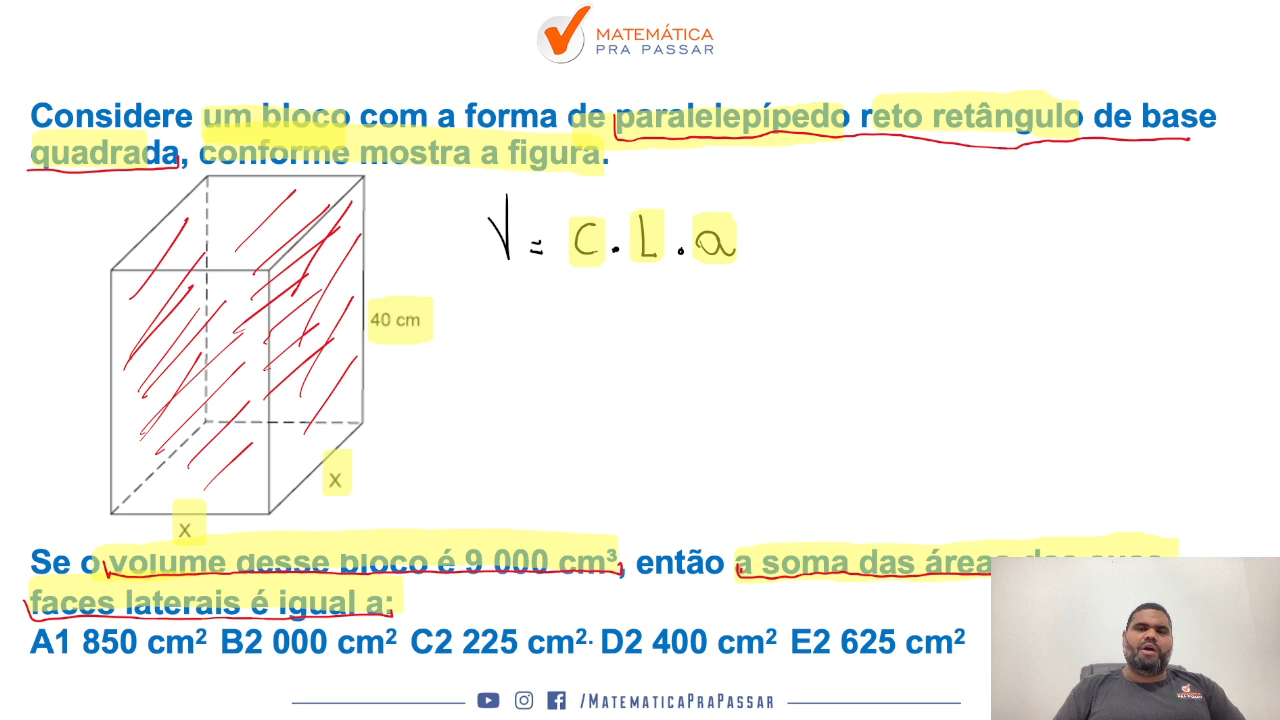 MATEMÁTICA
PRA PASSAR
Considere um bloco com a forma de paralelepípedo reto retângulo de base
quadrada, conforme mostra a figura.
V = C . L . a
40 cm
X
X
Se o volume desse bloco é 9 000 cm³, então a soma das áreas das suas
faces laterais é igual a:
A1 850 cm² B2 000 cm² C2 225 cm². D2 400 cm² E2 625 cm²
/MATEMATICAPRAPASSAR